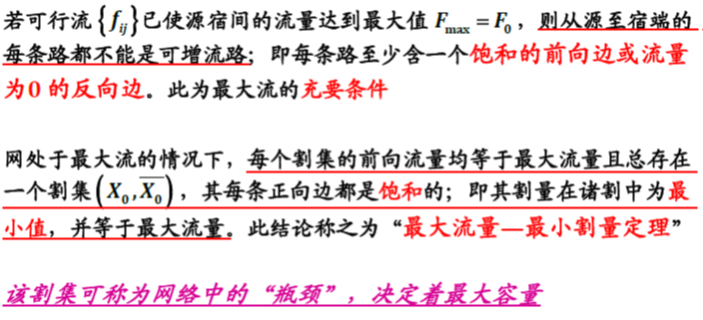 若可行流{f_ij}已使源宿间的流量达到最大值 F_max = F_0，则从源至宿端的
每条路都不能是可增流路；即每条路至少含一个饱和的前向边或流量
为0 的反向边。此为最大流的充要条件
网处于最大流的情况下，每个割集的前向流量均等于最大流量且总存在
一个割集(X_0,X̅_0)，其每条正向边都是饱和的；即其割量在诸割中为最
小值，并等于最大流量。此结论称之为“最大流量—最小割量定理”
该割集可称为网络中的“瓶颈”，决定着最大容量